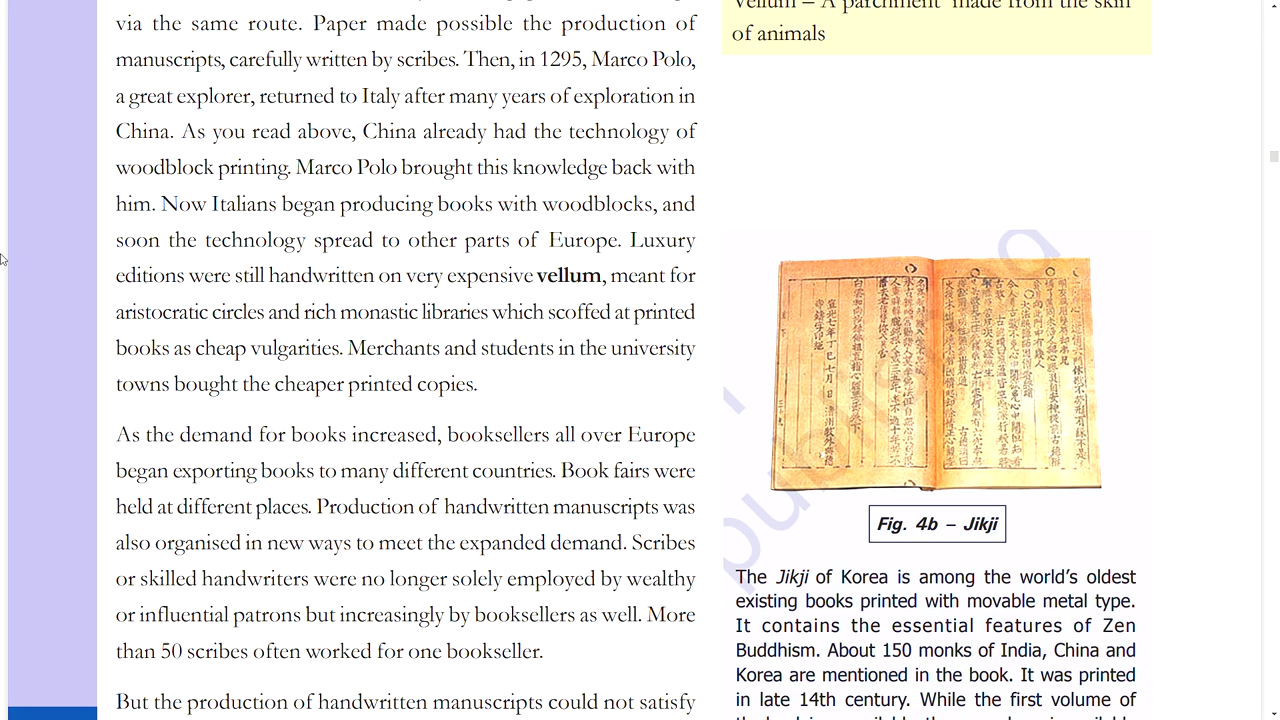 via the same route. Paper made possible the production of
manuscripts, carefully written by scribes. Then, in 1295, Marco Polo,
a great explorer, returned to Italy after many years of exploration in
China. As you read above, China already had the technology of
woodblock printing. Marco Polo brought this knowledge back with
him. Now Italians began producing books with woodblocks, and
soon the technology spread to other parts of Europe. Luxury
editions were still handwritten on very expensive vellum, meant for
aristocratic circles and rich monastic libraries which scoffed at printed
books as cheap vulgarities. Merchants and students in the university
towns bought the cheaper printed copies.
As the demand for books increased, booksellers all over Europe
began exporting books to many different countries. Book fairs were
held at different places. Production of handwritten manuscripts was
also organised in new ways to meet the expanded demand. Scribes
or skilled handwriters were no longer solely employed by wealthy
or influential patrons but increasingly by booksellers as well. More
than 50 scribes often worked for one bookseller.
But the production of handwritten manuscripts could not satisfy
Vellum – A parchment made from the skin
of animals
Fig. 4b – Jikji
The Jikji of Korea is among the world's oldest
existing books printed with movable metal type.
It contains the essential features of Zen
Buddhism. About 150 monks of India, China and
Korea are mentioned in the book. It was printed
in late 14th century. While the first volume of